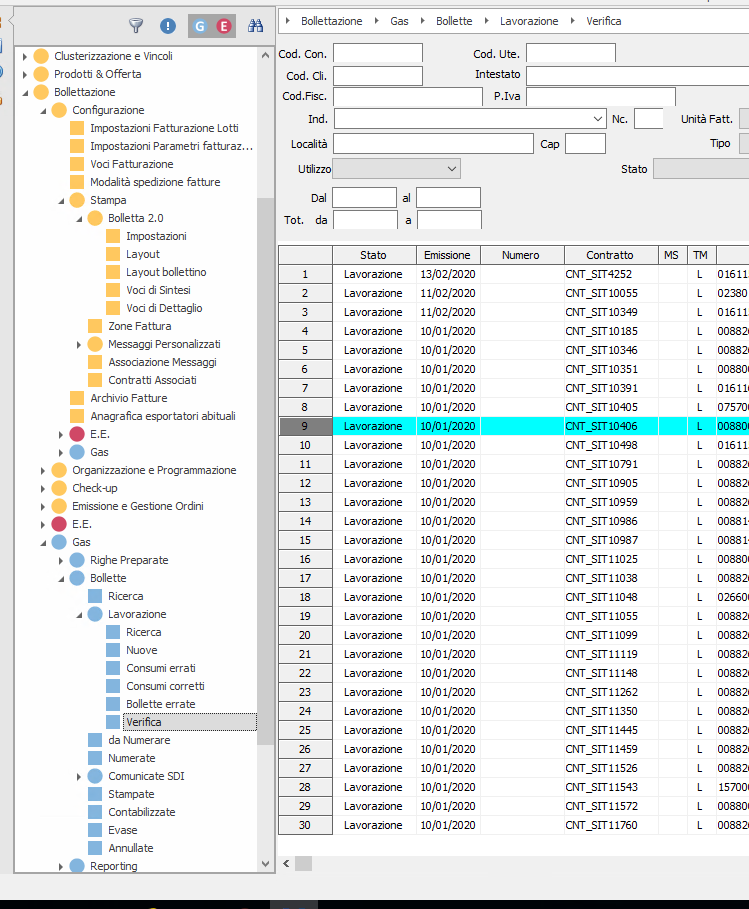 G E
Clusterizzazione e Vincoli
Prodotti & Offerta
Bollettazione
Configurazione
Impostazioni Fatturazione Lotti
Impostazioni Parametri fatturaz...
Voci Fatturazione
Modalità spedizione fatture
Stampa
Bolletta 2.0
Impostazioni
Layout
Layout bollettino
Voci di Sintesi
Voci di Dettaglio
Zone Fattura
Messaggi Personalizzati
Associazione Messaggi
Contratti Associati
Archivio Fatture
Anagrafica esportatori abituali
E.E.
Gas
Organizzazione e Programmazione
Check-up
Emissione e Gestione Ordini
E.E.
Gas
Righe Preparate
Bollette
Ricerca
Lavorazione
Ricerca
Nuove
Consumi errati
Consumi corretti
Bollette errate
Verifica
da Numerare
Numerate
Comunicate SDI
Stampate
Contabilizzate
Evase
Annullate
Reporting
Bollettazione Gas Bollette Lavorazione Verifica
Cod. Con. Cod. Ute.
Cod. Cli. Intestato
Cod.Fisc. P.Iva
Ind. Nc. Unità Fatt.
Località Cap Tipo
Utilizzo Stato
Dal al
Tot. da a
Stato Emissione Numero Contratto MS TM
1 Lavorazione 13/02/2020 CNT_SIT4252 L 01611
2 Lavorazione 11/02/2020 CNT_SIT10055 L 02380
3 Lavorazione 11/02/2020 CNT_SIT10349 L 01611
4 Lavorazione 10/01/2020 CNT_SIT10185 L 00882
5 Lavorazione 10/01/2020 CNT_SIT10346 L 00882
6 Lavorazione 10/01/2020 CNT_SIT10351 L 00880
7 Lavorazione 10/01/2020 CNT_SIT10391 L 01611
8 Lavorazione 10/01/2020 CNT_SIT10405 L 07570
9 Lavorazione 10/01/2020 CNT_SIT10406 L 00880
10 Lavorazione 10/01/2020 CNT_SIT10498 L 01611
11 Lavorazione 10/01/2020 CNT_SIT10791 L 00882
12 Lavorazione 10/01/2020 CNT_SIT10905 L 00882
13 Lavorazione 10/01/2020 CNT_SIT10959 L 00882
14 Lavorazione 10/01/2020 CNT_SIT10986 L 00881
15 Lavorazione 10/01/2020 CNT_SIT10987 L 00881
16 Lavorazione 10/01/2020 CNT_SIT11025 L 00880
17 Lavorazione 10/01/2020 CNT_SIT11038 L 00882
18 Lavorazione 10/01/2020 CNT_SIT11048 L 02660
19 Lavorazione 10/01/2020 CNT_SIT11055 L 00882
20 Lavorazione 10/01/2020 CNT_SIT11099 L 00882
21 Lavorazione 10/01/2020 CNT_SIT11119 L 00882
22 Lavorazione 10/01/2020 CNT_SIT11148 L 00882
23 Lavorazione 10/01/2020 CNT_SIT11262 L 00882
24 Lavorazione 10/01/2020 CNT_SIT11350 L 00882
25 Lavorazione 10/01/2020 CNT_SIT11445 L 00882
26 Lavorazione 10/01/2020 CNT_SIT11459 L 00882
27 Lavorazione 10/01/2020 CNT_SIT11526 L 00882
28 Lavorazione 10/01/2020 CNT_SIT11543 L 15700
29 Lavorazione 10/01/2020 CNT_SIT11572 L 00880
30 Lavorazione 10/01/2020 CNT_SIT11760 L 00882